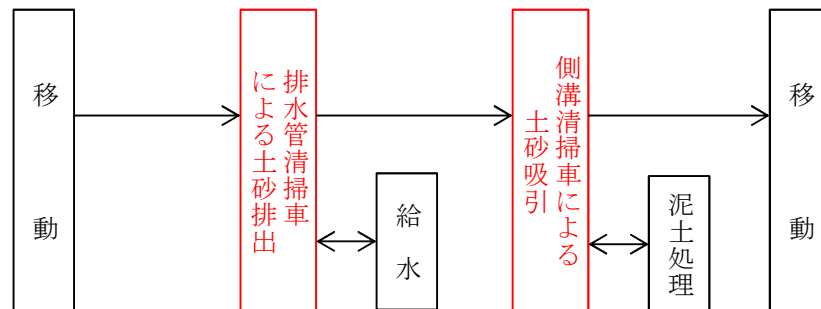 移動
排水管清掃車
による土砂排出
給水
側溝清掃車による
土砂吸引
泥土処理
移動